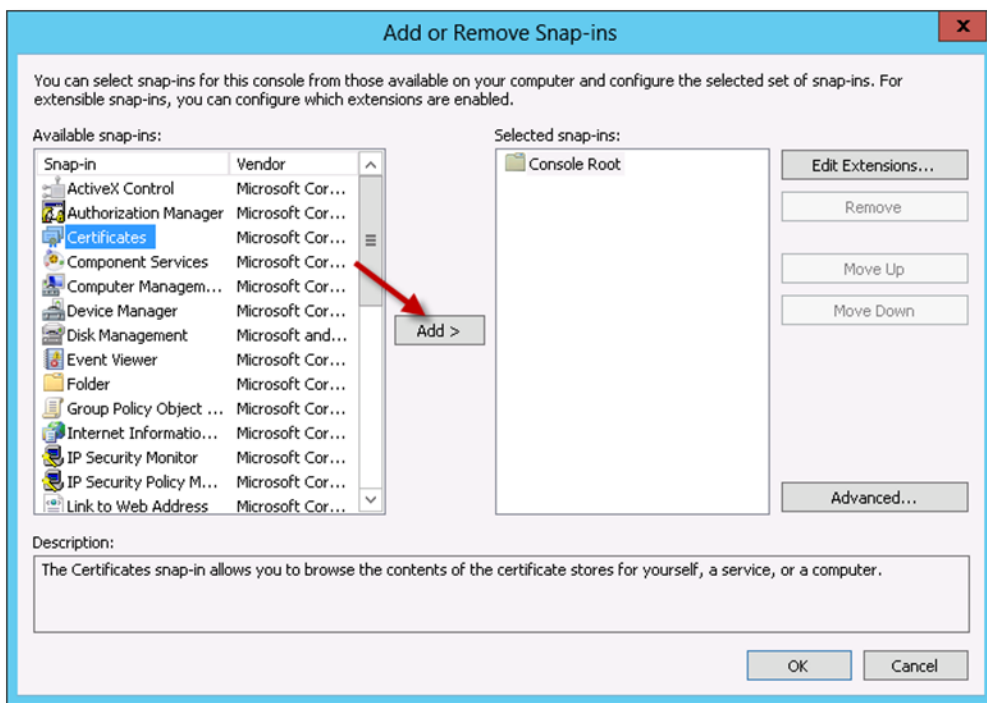 Add or Remove Snap-ins
x
You can select snap-ins for this console from those available on your computer and configure the selected set of snap-ins. For
extensible snap-ins, you can configure which extensions are enabled.
Available snap-ins:
Selected snap-ins:
Snap-in Vendor
ActiveX Control Microsoft Cor...
Authorization Manager Microsoft Cor...
Certificates Microsoft Cor...
Component Services Microsoft Cor...
Computer Managem... Microsoft Cor...
Device Manager Microsoft Cor...
Disk Management Microsoft and...
Event Viewer Microsoft Cor...
Folder Microsoft Cor...
Group Policy Object ... Microsoft Cor...
Internet Informatio... Microsoft Cor...
IP Security Monitor Microsoft Cor...
IP Security Policy M... Microsoft Cor...
Link to Web Address Microsoft Cor...
Add >
Console Root
Edit Extensions...
Remove
Move Up
Move Down
Advanced...
Description:
The Certificates snap-in allows you to browse the contents of the certificate stores for yourself, a service, or a computer.
OK
Cancel